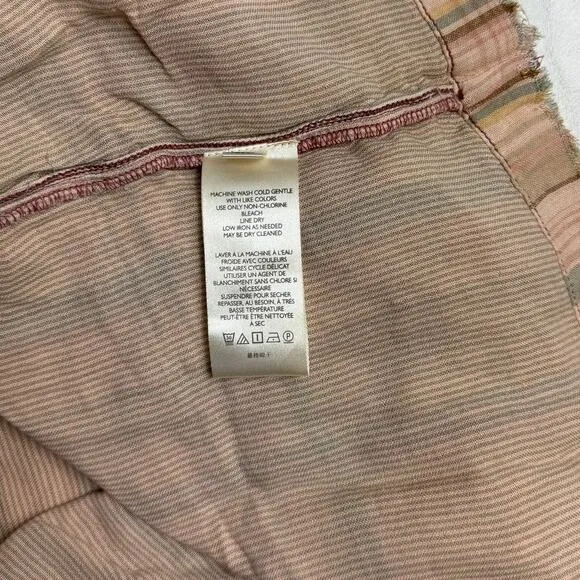 MACHINE WASH COLD GENTLE
WITH LIKE COLORS
USE ONLY NON-CHLORINE
BLEACH
LINE DRY
LOW IRON AS NEEDED
MAY BE DRY CLEANED
LAVER À LA MACHINE À L'EAU
FROIDE AVEC COULEURS
SIMILAIRES CYCLE DÉLICAT
UTILISER UN AGENT DE
BLANCHIMENT SANS CHLORE SI
NÉCESSAIRE
SUSPENDRE POUR SÉCHER
REPASSER, AU BESOIN, À TRÈS
BASSE TEMPÉRATURE
PEUT-ÊTRE ÊTRE NETTOYÉE
À SEC